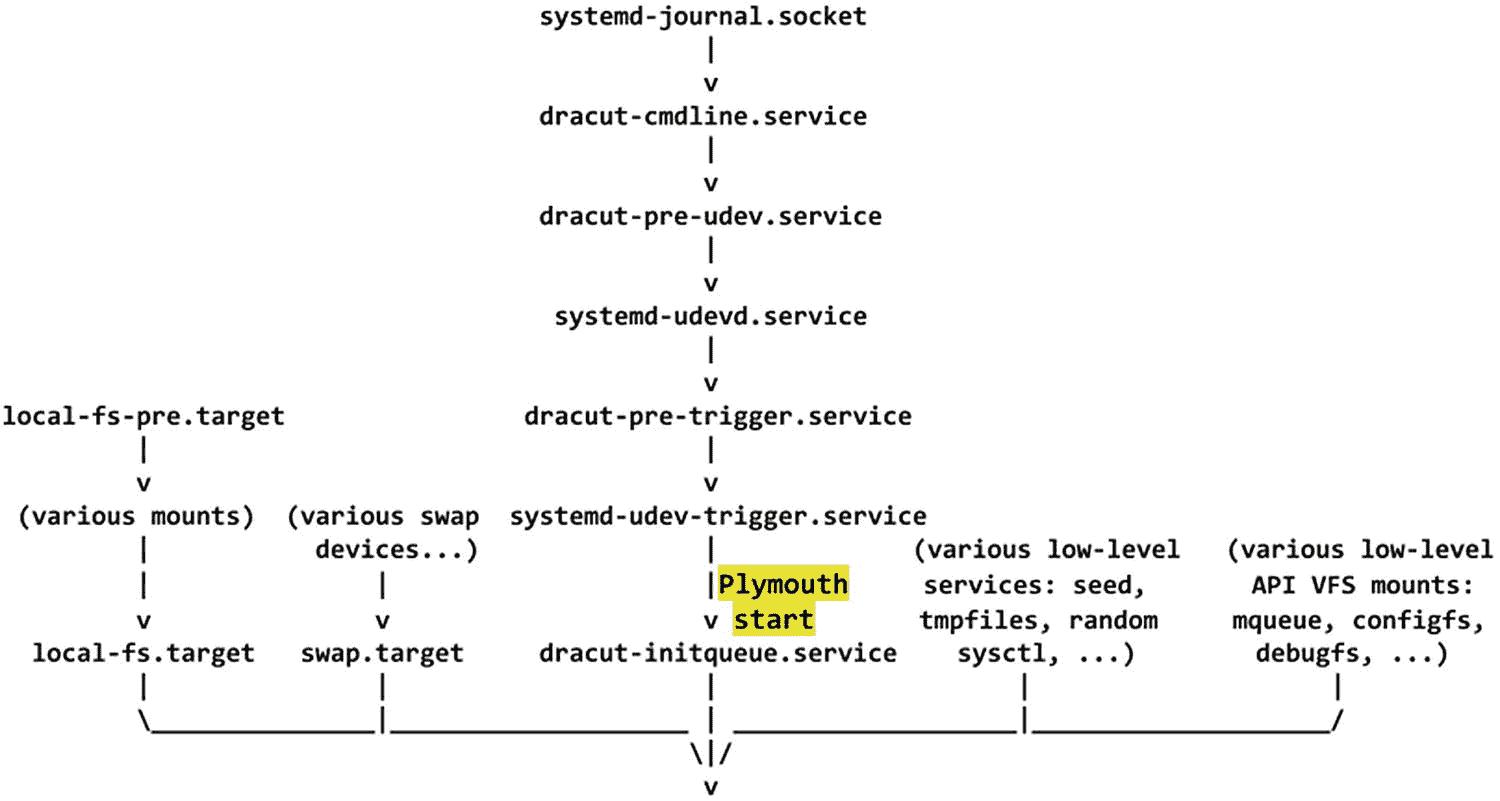 systemd-journal.socket
|
v
dracut-cmdline.service
|
v
dracut-pre-udev.service
|
v
systemd-udevd.service
|
v
local-fs-pre.target dracut-pre-trigger.service
| |
v v
(various mounts) (various swap systemd-udev-trigger.service
| devices...) | (various low-level (various low-level
| | |Plymouth services: seed, API VFS mounts:
v v v start tmpfiles, random mqueue, configfs,
local-fs.target swap.target dracut-initqueue.service sysctl, ...) debugfs, ...)
| | | | |
\_______________|____________________ | ___________________|____________________/
\|/
v